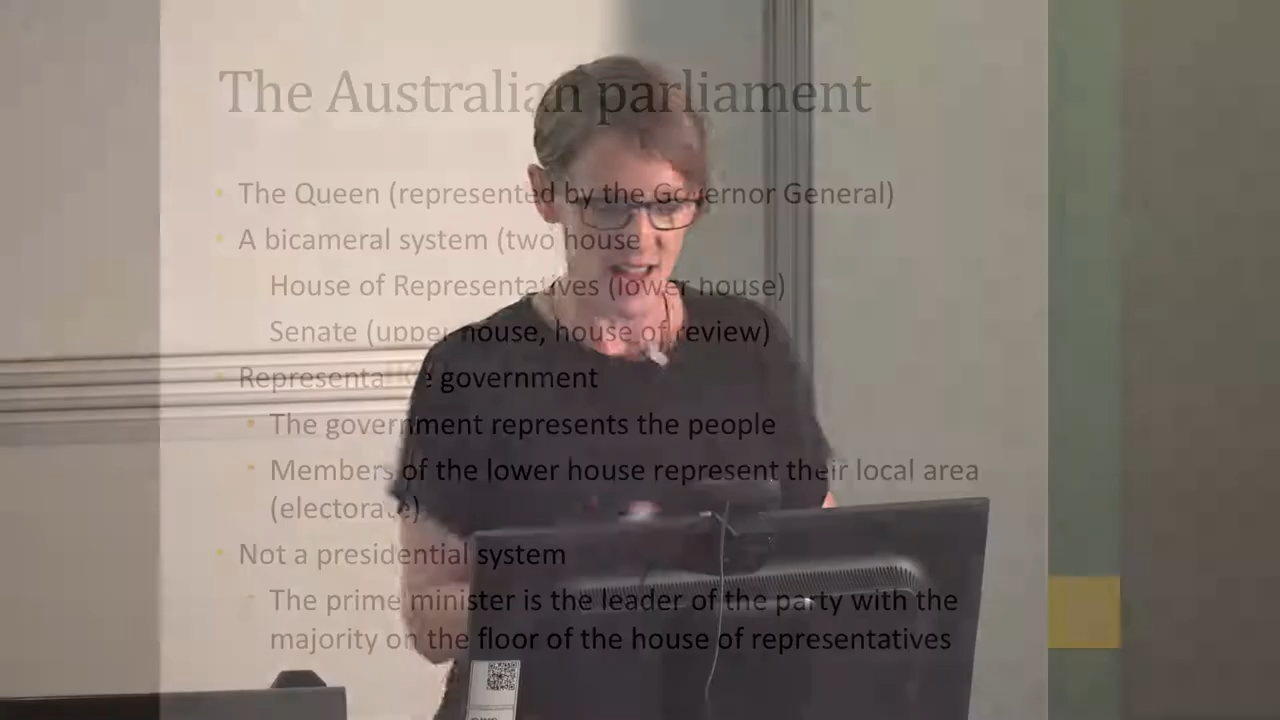 The Australian parliament
The Queen (represented by the Governor General)
A bicameral system (two house
House of Representatives (lower house)
Senate (upper house, house of review)
Representative government
The government represents the people
Members of the lower house represent their local area
(electorate)
Not a presidential system
The prime minister is the leader of the party with the
majority on the floor of the house of representatives